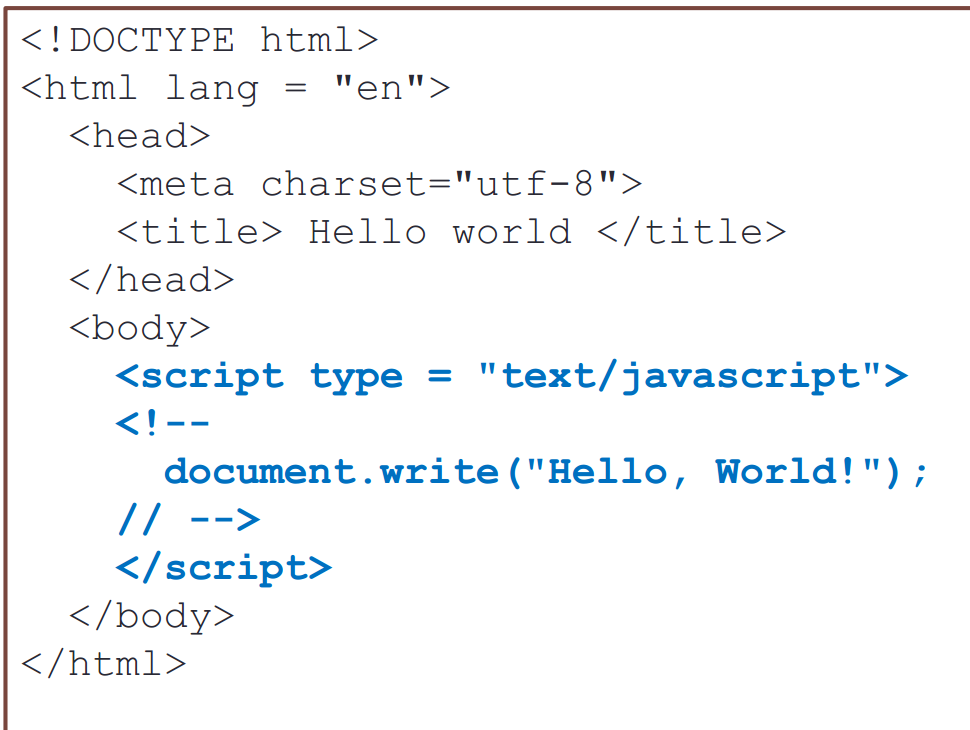 <!DOCTYPE html>
<html lang = "en">
  <head>
    <meta charset="utf-8">
    <title> Hello world </title>
  </head>
  <body>
    <script type = "text/javascript">
    <!--
      document.write("Hello, World!");
    // -->
    </script>
  </body>
</html>